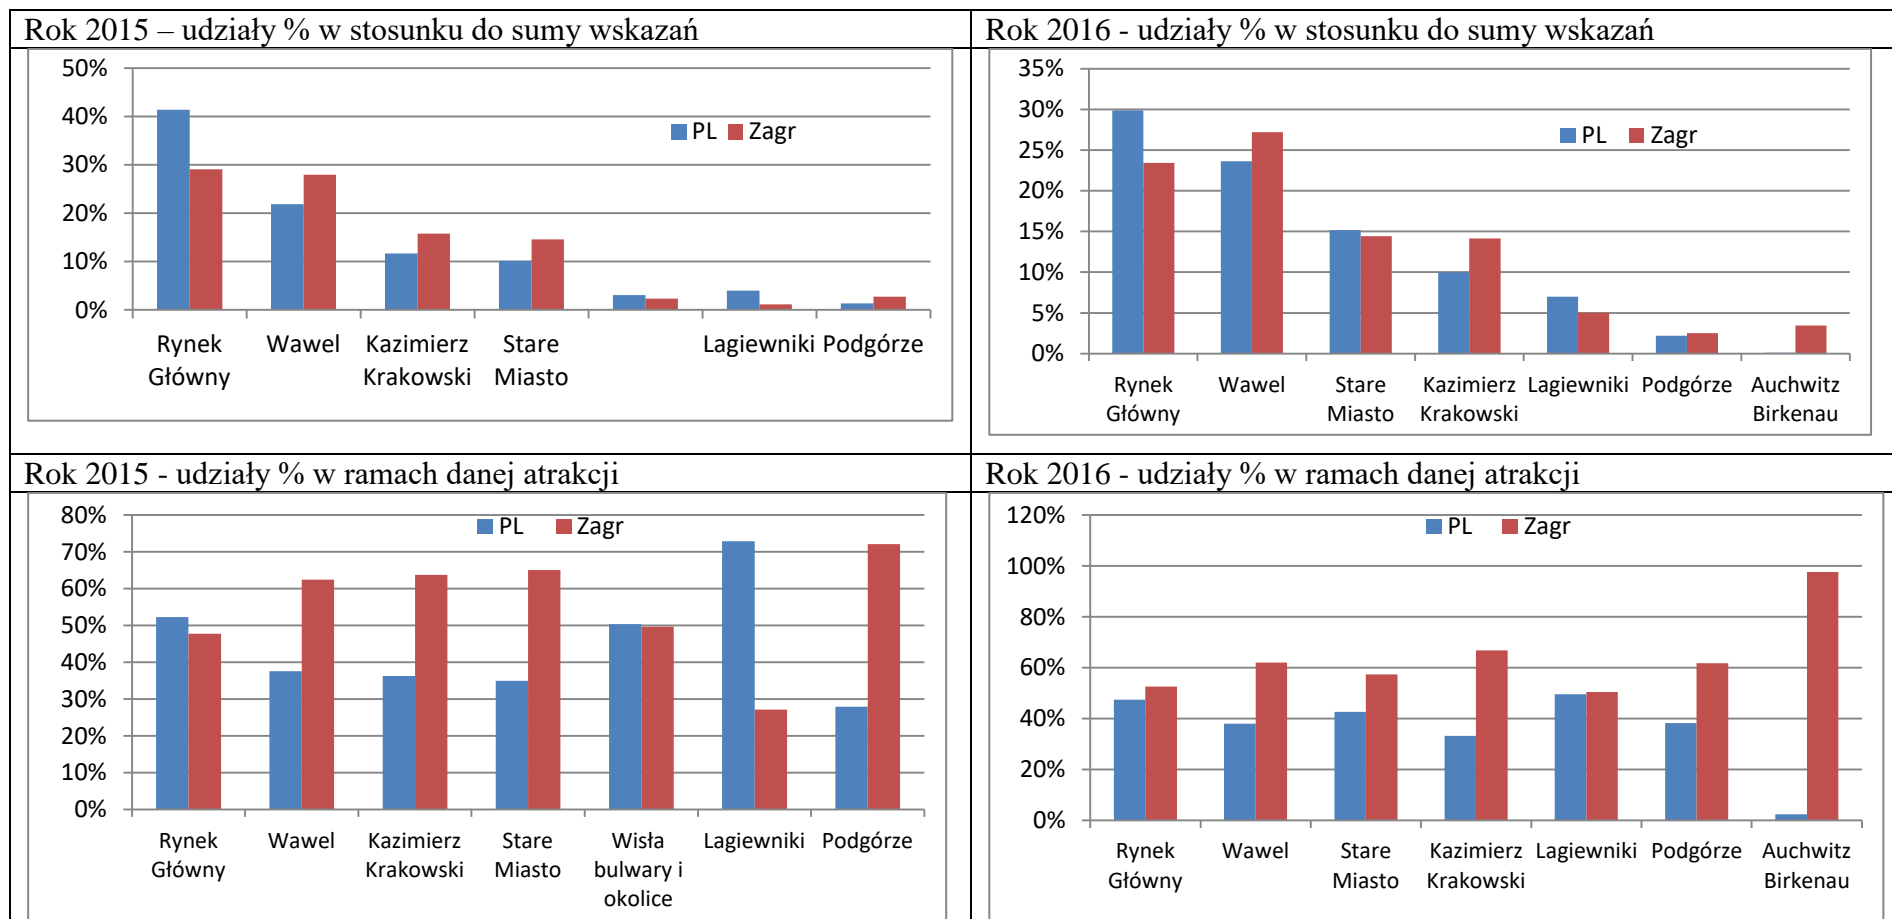 Rok 2015 – udziały % w stosunku do sumy wskazań
50%
40%
30%
20%
10%
0%
PL Zagr
Rynek Główny
Wawel
Kazimierz Krakowski
Stare Miasto
Lagiewniki
Podgórze
Rok 2016 - udziały % w stosunku do sumy wskazań
35%
30%
25%
20%
15%
10%
5%
0%
PL Zagr
Rynek Główny
Wawel
Stare Miasto
Kazimierz Krakowski
Lagiewniki
Podgórze
Auchwitz Birkenau
Rok 2015 - udziały % w ramach danej atrakcji
80%
70%
60%
50%
40%
30%
20%
10%
0%
PL Zagr
Rynek Główny
Wawel
Kazimierz Krakowski
Stare Miasto
Wisła bulwary i okolice
Lagiewniki
Podgórze
Rok 2016 - udziały % w ramach danej atrakcji
120%
100%
80%
60%
40%
20%
0%
PL Zagr
Rynek Główny
Wawel
Stare Miasto
Kazimierz Krakowski
Lagiewniki
Podgórze
Auchwitz Birkenau